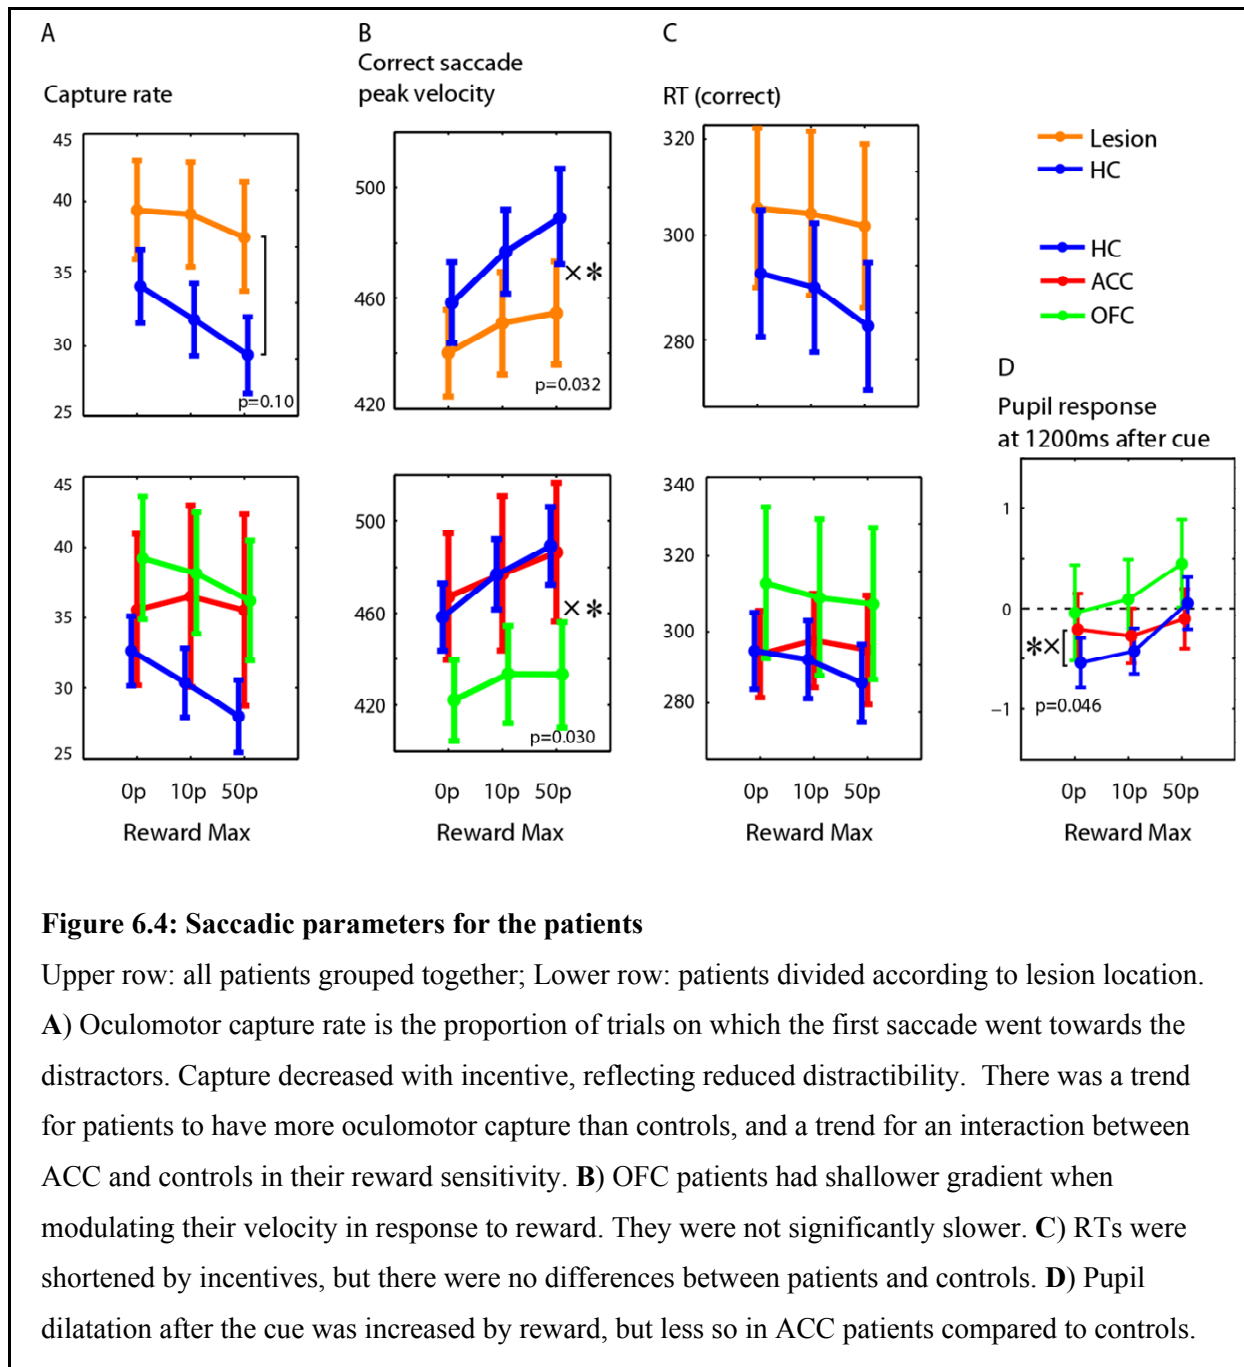 A
Capture rate
45
40
35
30
25
p=0.10
B
Correct saccade
peak velocity
500
460
420
×*
p=0.032
C
RT (correct)
320
300
280
Lesion
HC
HC
ACC
OFC
45
40
35
30
25
0p 10p 50p
Reward Max
500
460
420
×*
p=0.030
0p 10p 50p
Reward Max
340
320
300
280
0p 10p 50p
Reward Max
D
Pupil response
at 1200ms after cue
1
0
−1
*×
p=0.046
0p 10p 50p
Reward Max
Figure 6.4: Saccadic parameters for the patients
Upper row: all patients grouped together; Lower row: patients divided according to lesion location.
A) Oculomotor capture rate is the proportion of trials on which the first saccade went towards the
distractors. Capture decreased with incentive, reflecting reduced distractibility. There was a trend
for patients to have more oculomotor capture than controls, and a trend for an interaction between
ACC and controls in their reward sensitivity. B) OFC patients had shallower gradient when
modulating their velocity in response to reward. They were not significantly slower. C) RTs were
shortened by incentives, but there were no differences between patients and controls. D) Pupil
dilatation after the cue was increased by reward, but less so in ACC patients compared to controls.